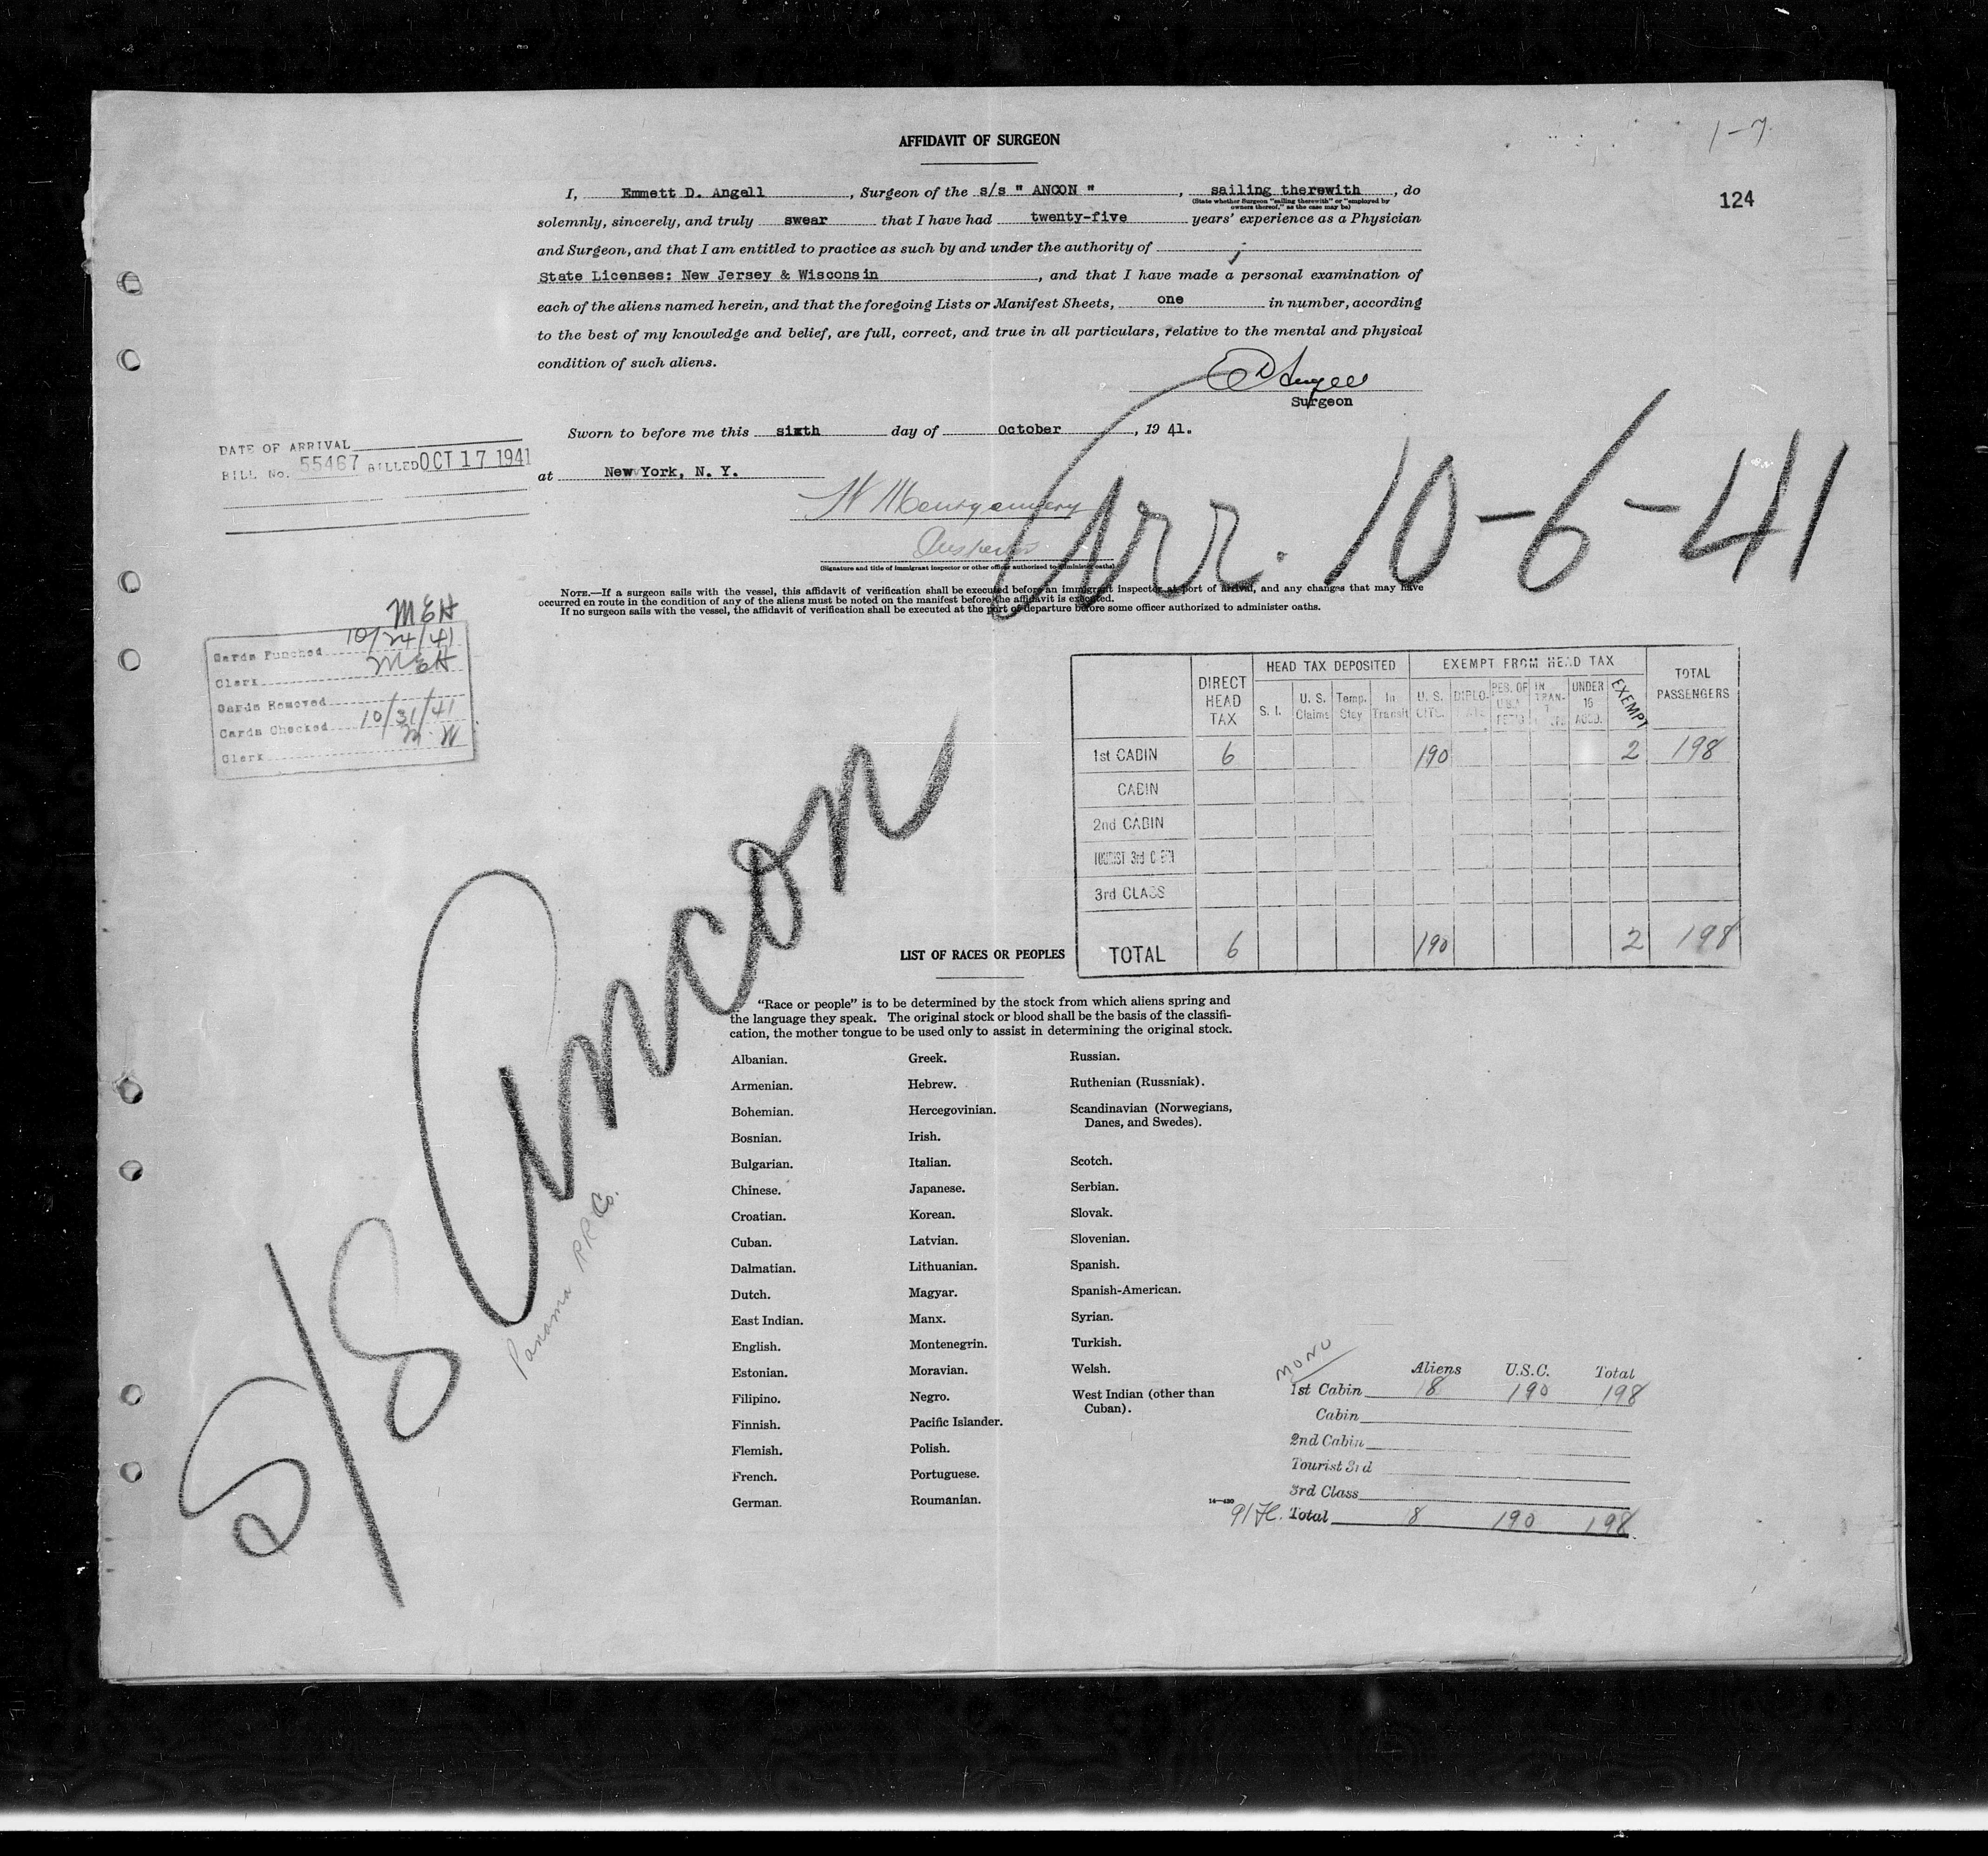 AFFIDAVIT OF SURGEON
1-7
124
I, Emmett D. Angell, Surgeon of the s/s " ANCON ", sailing therewith, do
(State whether Surgeon "sailing therewith" or "employed by
owners thereof," as the case may be)
solemnly, sincerely, and truly swear that I have had twenty-five years' experience as a Physician
and Surgeon, and that I am entitled to practice as such by and under the authority of
State Licenses: New Jersey & Wisconsin, and that I have made a personal examination of
each of the aliens named herein, and that the foregoing Lists or Manifest Sheets, one in number, according
to the best of my knowledge and belief, are full, correct, and true in all particulars, relative to the mental and physical
condition of such aliens.
ED Angell
Surgeon
Sworn to before me this sixth day of October, 19 41.
at New York, N. Y.
DATE OF ARRIVAL
BILL No. 55467 BILLED OCT 17 1941
W Montgomery
Inspector
(Signature and title of immigrant inspector or other officer authorized to administer oaths)
Arr. 10-6-41
NOTE.—If a surgeon sails with the vessel, this affidavit of verification shall be executed before an immigrant inspector at port of arrival, and any changes that may have
occurred en route in the condition of any of the aliens must be noted on the manifest before the affidavit is executed.
If no surgeon sails with the vessel, the affidavit of verification shall be executed at the port of departure before some officer authorized to administer oaths.
MEH
Cards Punched 10/24/41
Clerk MEH
Cards Removed
Cards Checked 10/31/41
Clerk M.W
DIRECT HEAD TAX
HEAD TAX DEPOSITED
EXEMPT FROM HEAD TAX
TOTAL PASSENGERS
S. I.
U. S. Claims
Temp. Stay
In Transit
U. S. CITS.
DIPLO-
RES. OF U.S.A.
IN TRAN-
UNDER 16 ACCD.
EXEMPT
1st CABIN 6 190 2 198
CABIN
2nd CABIN
TOURIST 3rd CABIN
3rd CLASS
TOTAL 6 190 2 198
S/S Ancon
Panama RR Co.
LIST OF RACES OR PEOPLES
"Race or people" is to be determined by the stock from which aliens spring and
the language they speak. The original stock or blood shall be the basis of the classifi-
cation, the mother tongue to be used only to assist in determining the original stock.
Albanian.
Armenian.
Bohemian.
Bosnian.
Bulgarian.
Chinese.
Croatian.
Cuban.
Dalmatian.
Dutch.
East Indian.
English.
Estonian.
Filipino.
Finnish.
Flemish.
French.
German.
Greek.
Hebrew.
Hercegovinian.
Irish.
Italian.
Japanese.
Korean.
Latvian.
Lithuanian.
Magyar.
Manx.
Montenegrin.
Moravian.
Negro.
Pacific Islander.
Polish.
Portuguese.
Roumanian.
Russian.
Ruthenian (Russniak).
Scandinavian (Norwegians,
Danes, and Swedes).
Scotch.
Serbian.
Slovak.
Slovenian.
Spanish.
Spanish-American.
Syrian.
Turkish.
Welsh.
West Indian (other than
Cuban).
14—430
MONO
Aliens U.S.C. Total
1st Cabin 8 190 198
Cabin
2nd Cabin
Tourist 3rd
3rd Class
Total 8 190 198